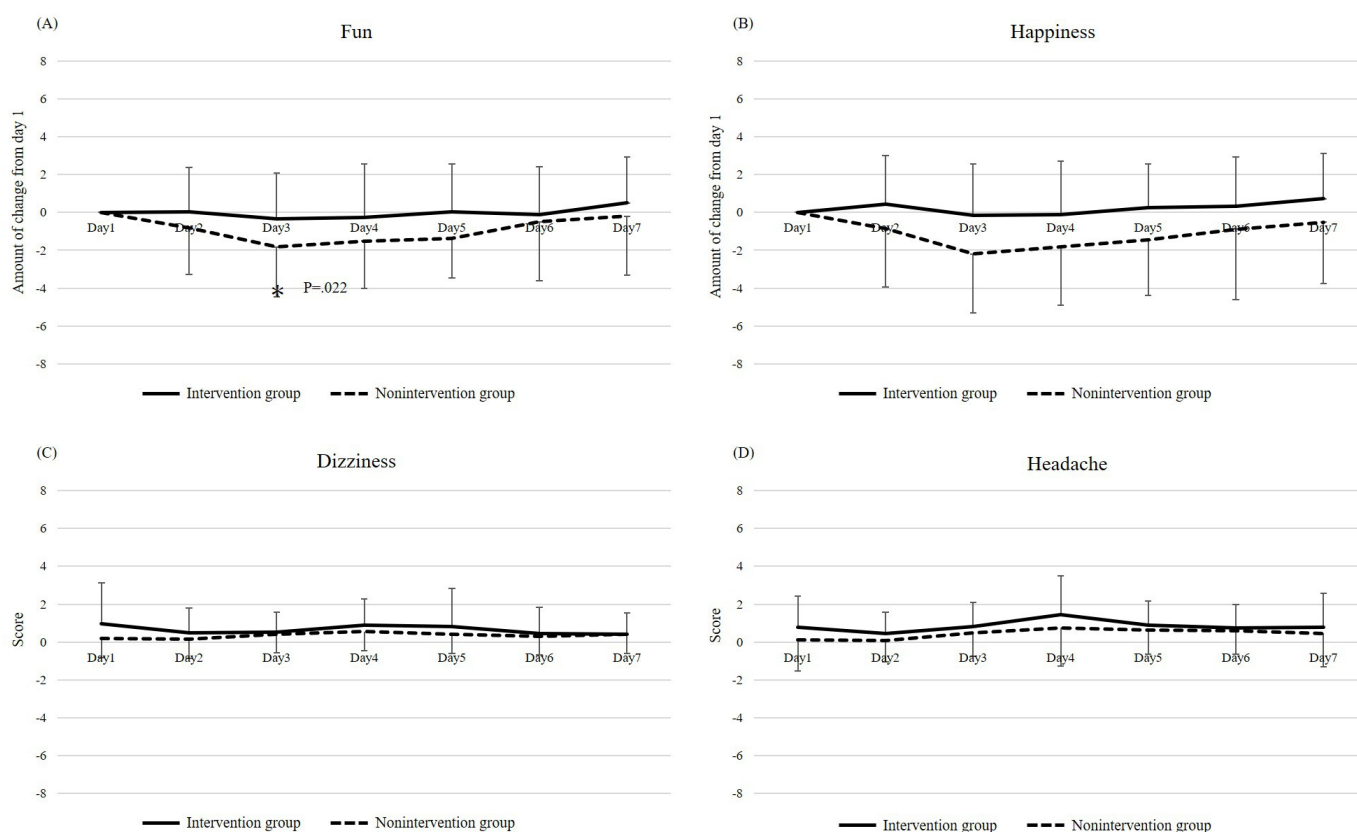 (A)
Fun
Amount of change from day 1
8
6
4
2
0
-2
-4
-6
-8
Day1 Day2 Day3 Day4 Day5 Day6 Day7
* P=.022
Intervention group Nonintervention group
(B)
Happiness
Amount of change from day 1
8
6
4
2
0
-2
-4
-6
-8
Day1 Day2 Day3 Day4 Day5 Day6 Day7
Intervention group Nonintervention group
(C)
Dizziness
Score
8
6
4
2
0
-2
-4
-6
-8
Day1 Day2 Day3 Day4 Day5 Day6 Day7
Intervention group Nonintervention group
(D)
Headache
Score
8
6
4
2
0
-2
-4
-6
-8
Day1 Day2 Day3 Day4 Day5 Day6 Day7
Intervention group Nonintervention group